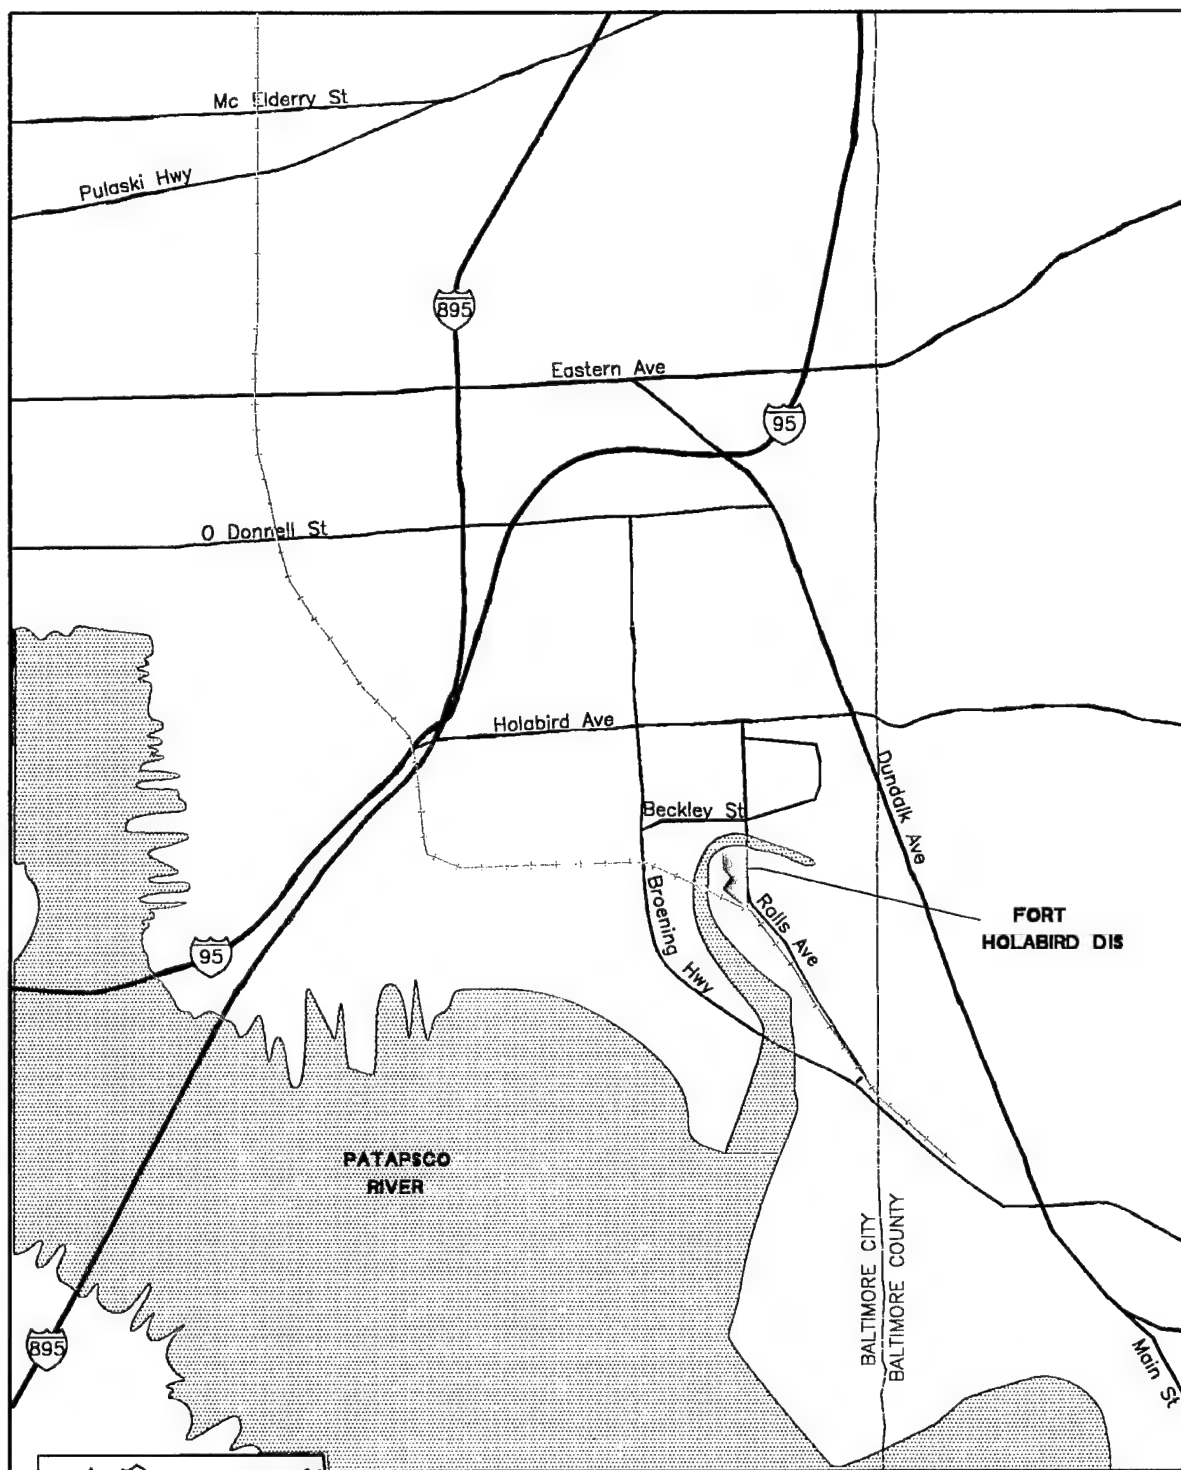 Mc Elderry St
Pulaski Hwy
895
Eastern Ave
95
O Donnell St
Holabird Ave
Dundalk Ave
Beckley St
Broening Hwy
Ralls Ave
FORT
HOLABIRD DIS
95
PATAPSCO
RIVER
BALTIMORE CITY
BALTIMORE COUNTY
895
Main St